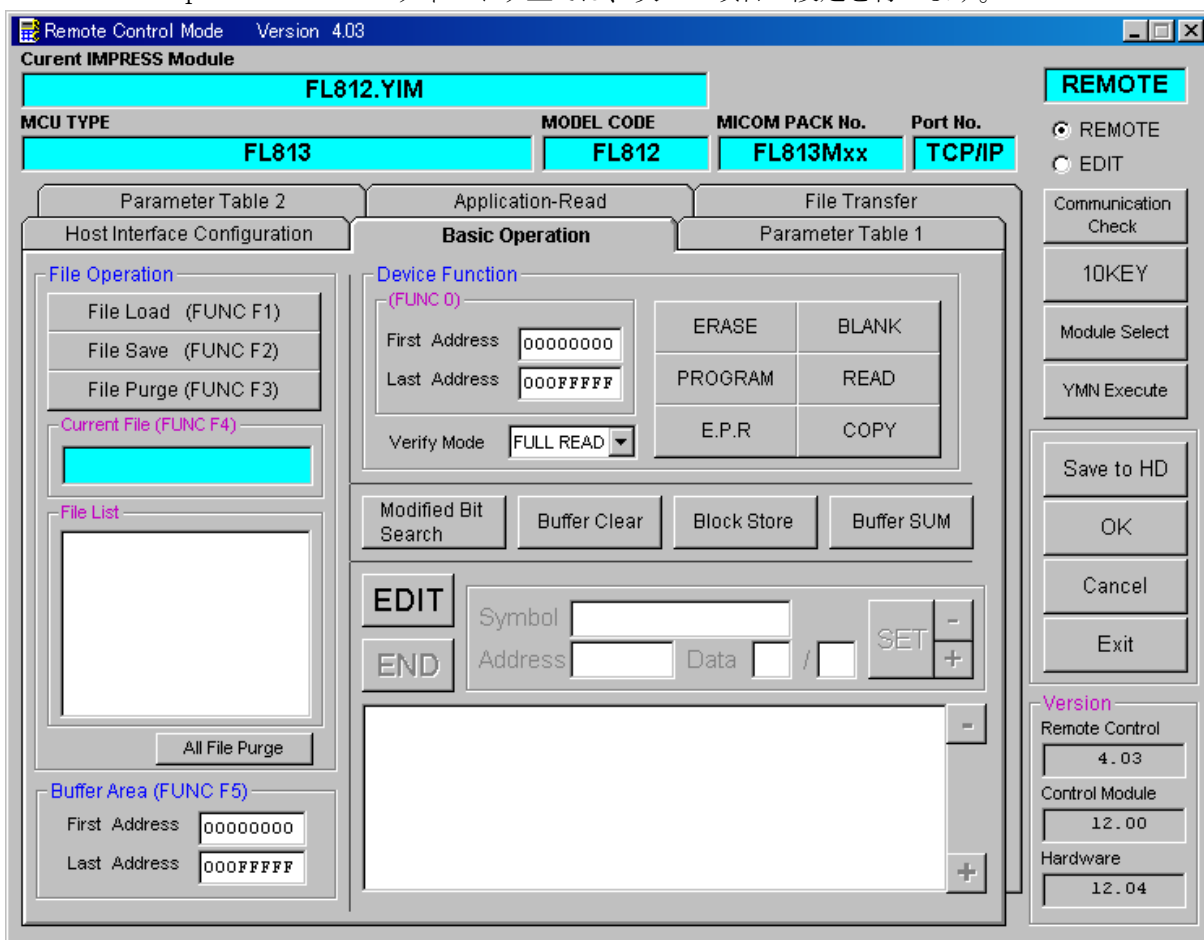 Remote Control Mode Version 4.03
Curent IMPRESS Module
FL812.YIM
REMOTE
MCU TYPE
MODEL CODE
MICOM PACK No.
Port No.
FL813
FL812
FL813Mxx
TCP/IP
REMOTE
EDIT
Parameter Table 2
Application-Read
File Transfer
Host Interface Configuration
Basic Operation
Parameter Table 1
File Operation
File Load (FUNC F1)
File Save (FUNC F2)
File Purge (FUNC F3)
Current File (FUNC F4)
File List
All File Purge
Buffer Area (FUNC F5)
First Address 00000000
Last Address 000FFFFF
Device Function
(FUNC 0)
First Address 00000000
Last Address 000FFFFF
Verify Mode FULL READ
ERASE
BLANK
PROGRAM
READ
E.P.R
COPY
Modified Bit
Search
Buffer Clear
Block Store
Buffer SUM
EDIT
END
Symbol
Address
Data /
SET
-
+
-
+
Communication
Check
10KEY
Module Select
YMN Execute
Save to HD
OK
Cancel
Exit
Version
Remote Control
4.03
Control Module
12.00
Hardware
12.04